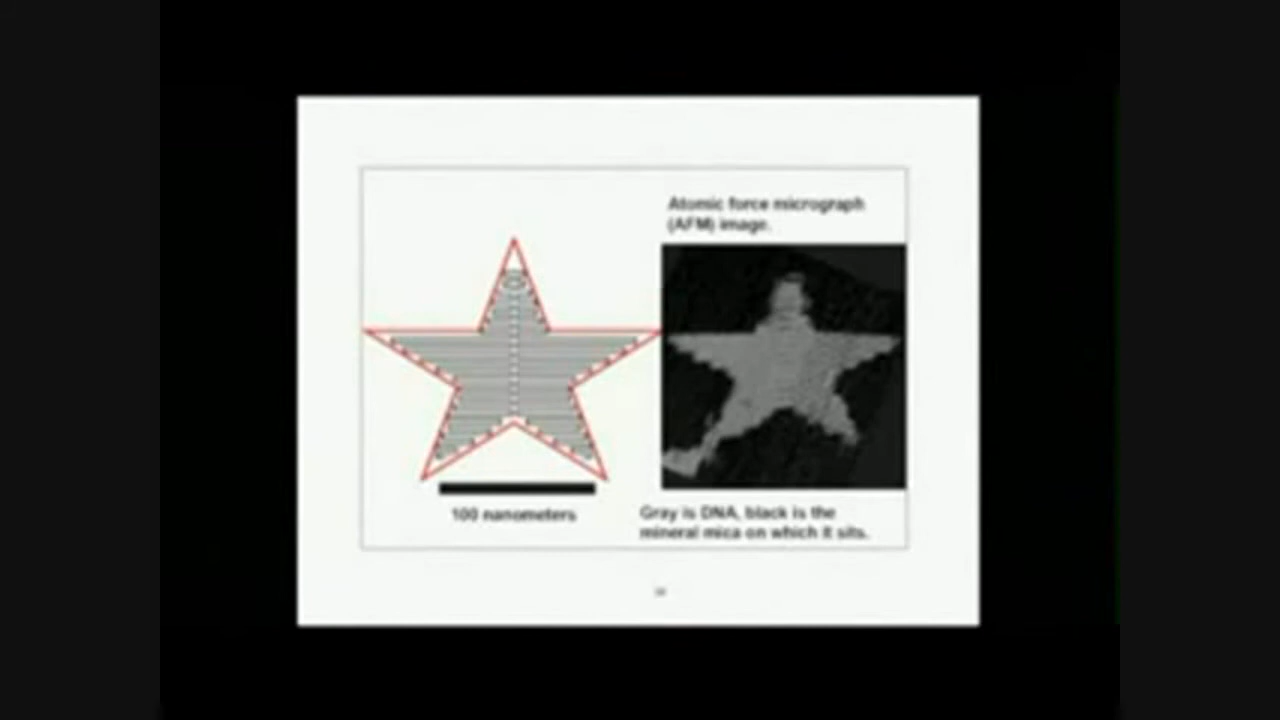 Atomic force micrograph
(AFM) image.
100 nanometers
Gray is DNA, black is the
mineral mica on which it sits.